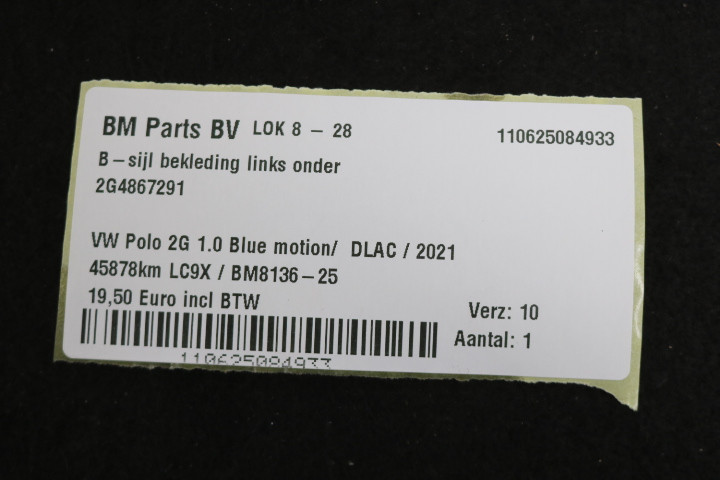 BM Parts BV LOK 8 - 28
110625084933
B-sijl bekleding links onder
2G4867291
VW Polo 2G 1.0 Blue motion/ DLAC / 2021
45878km LC9X / BM8136-25
19,50 Euro incl BTW
Verz: 10
Aantal: 1
110625084933